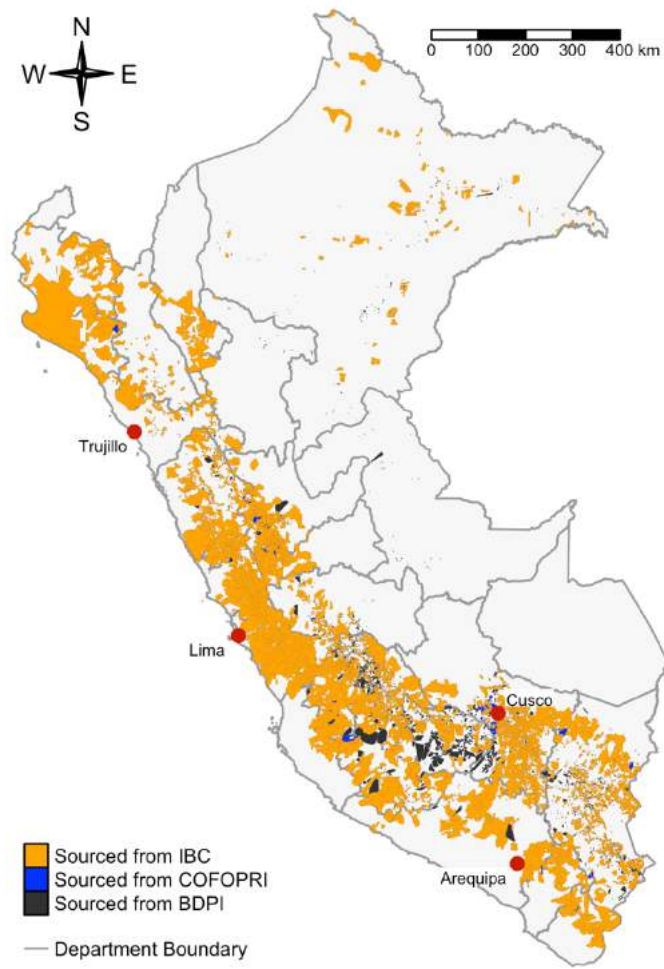 N
W E
S
0 100 200 300 400 km
Trujillo
Lima
Cusco
Arequipa
Sourced from IBC
Sourced from COFOPRI
Sourced from BDPI
Department Boundary